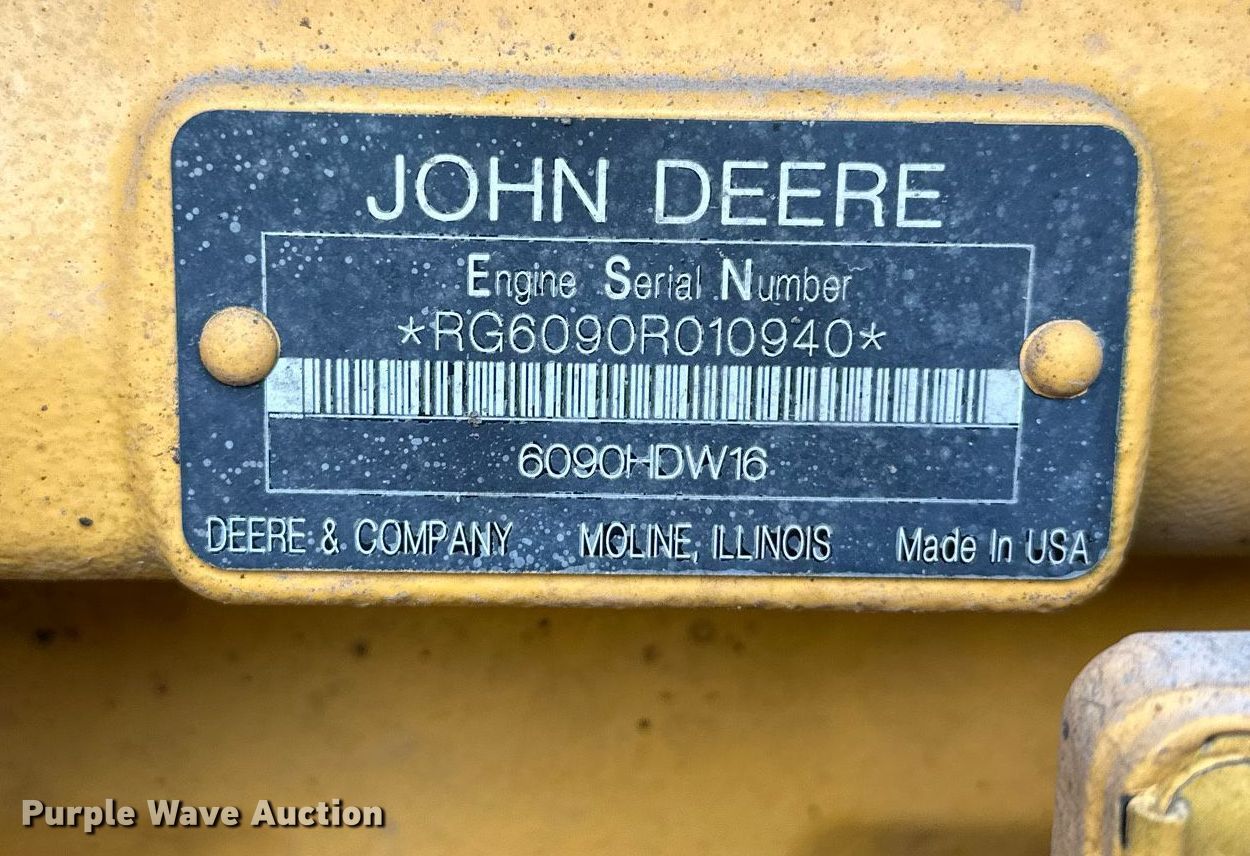 JOHN DEERE
Engine Serial Number
*RG6090R010940*
6090HDW16
DEERE & COMPANY MOLINE, ILLINOIS Made In USA
Purple Wave Auction